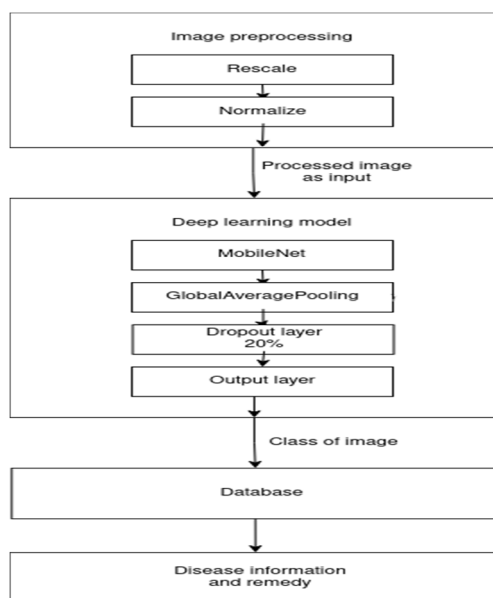 Image preprocessing
Rescale
Normalize
Processed image
as input
Deep learning model
MobileNet
GlobalAveragePooling
Dropout layer
20%
Output layer
Class of image
Database
Disease information
and remedy